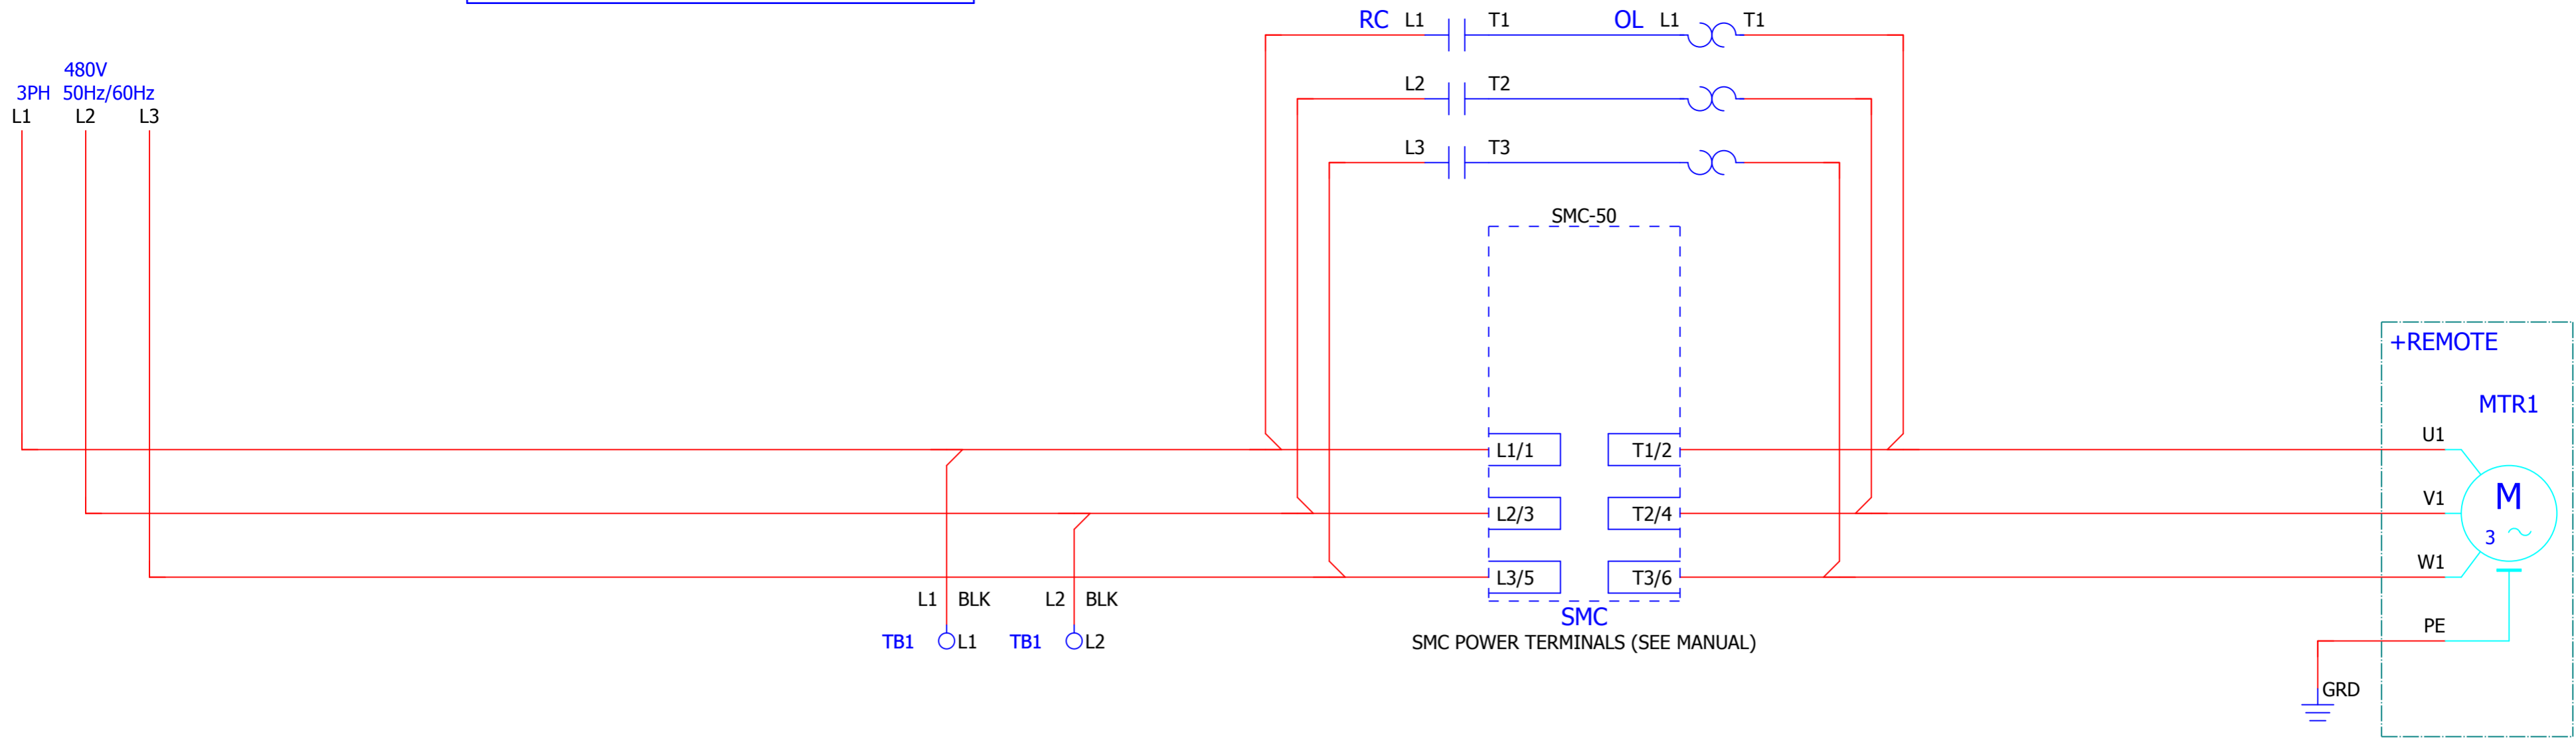 RC L1 T1 OL L1 T1
480V
3PH 50Hz/60Hz
L1 L2 L3
L2 T2
L3 T3
SMC-50
+REMOTE
MTR1
U1
L1/1 T1/2
V1
M
L2/3 T2/4
3 ~
W1
L3/5 T3/6
L1 BLK L2 BLK
SMC
PE
TB1 L1 TB1 L2
SMC POWER TERMINALS (SEE MANUAL)
GRD